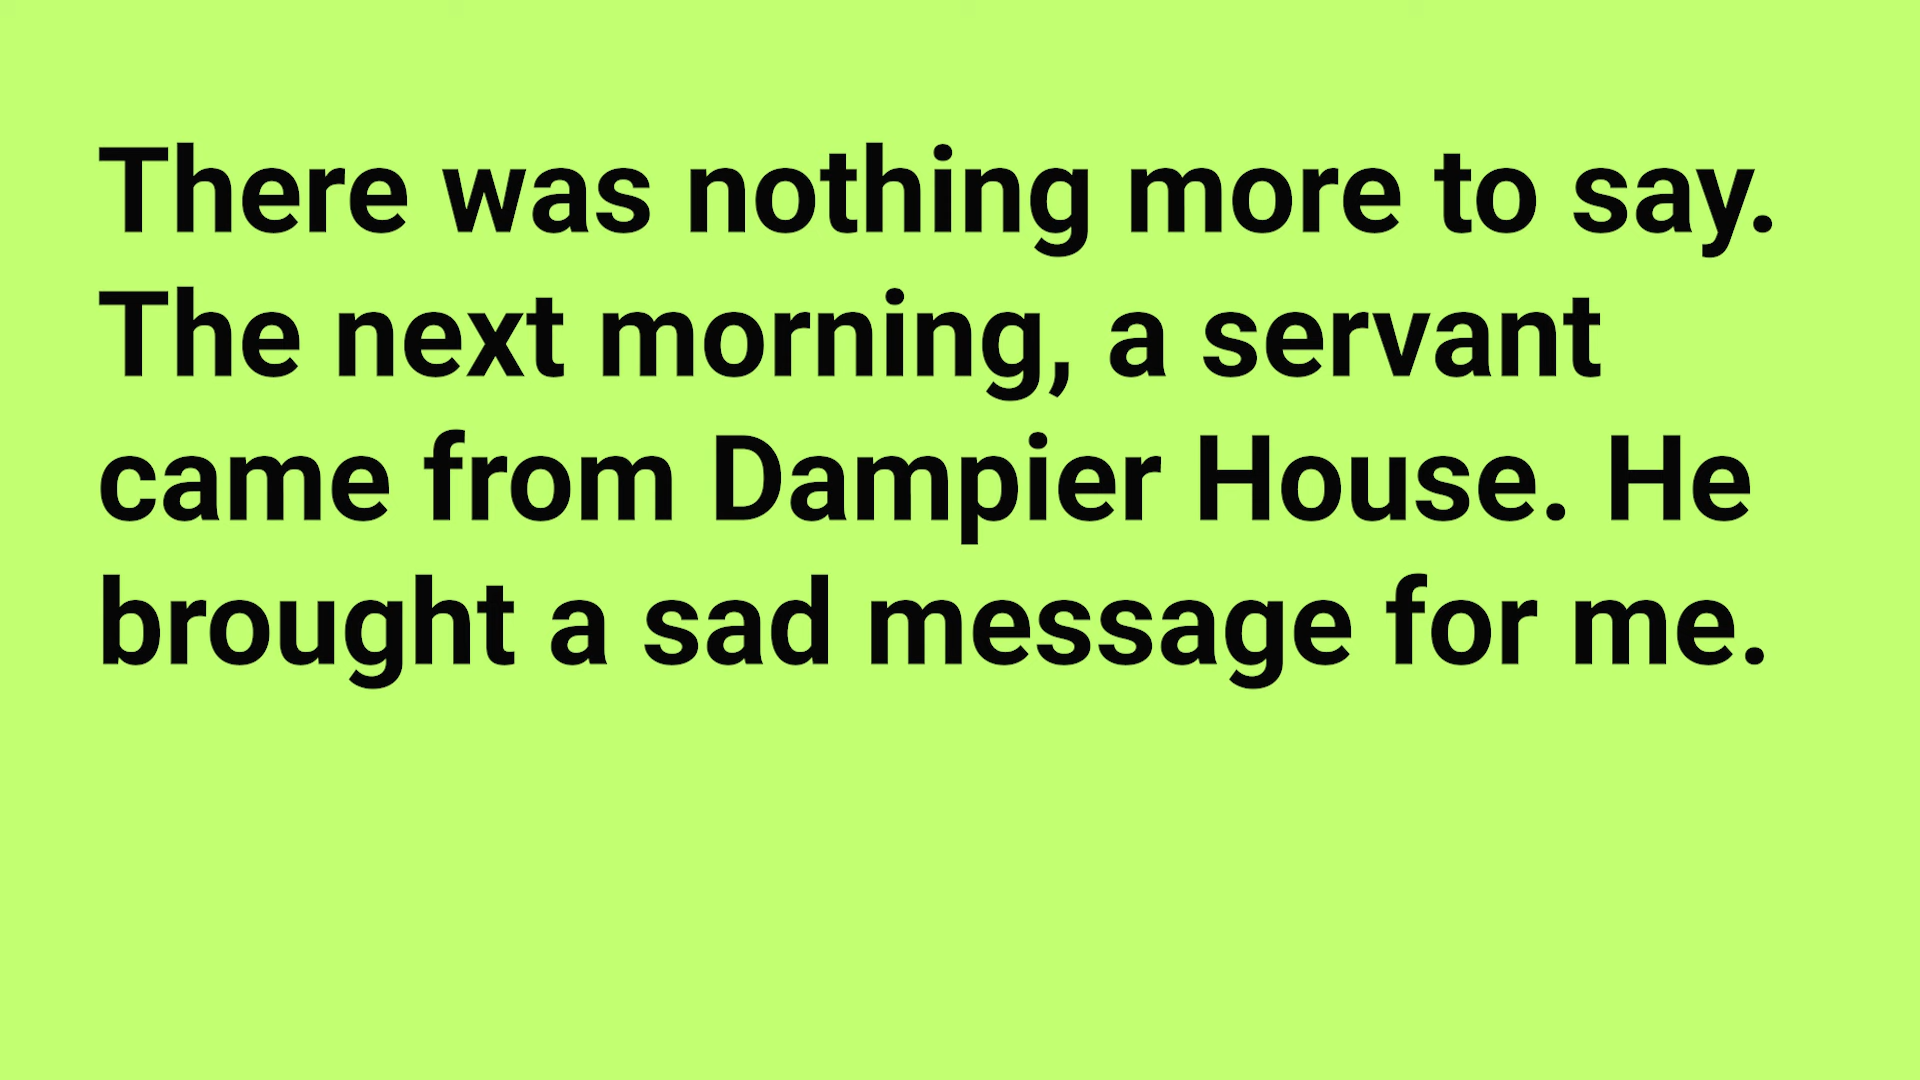 There was nothing more to say.
The next morning, a servant
came from Dampier House. He
brought a sad message for me.